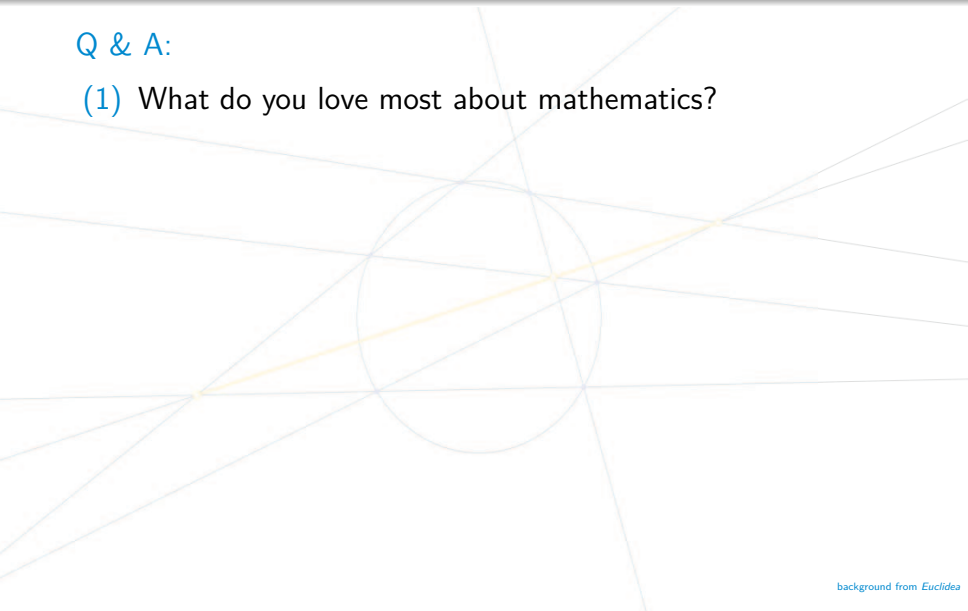 Q & A:
(1) What do you love most about mathematics?
background from Euclidea